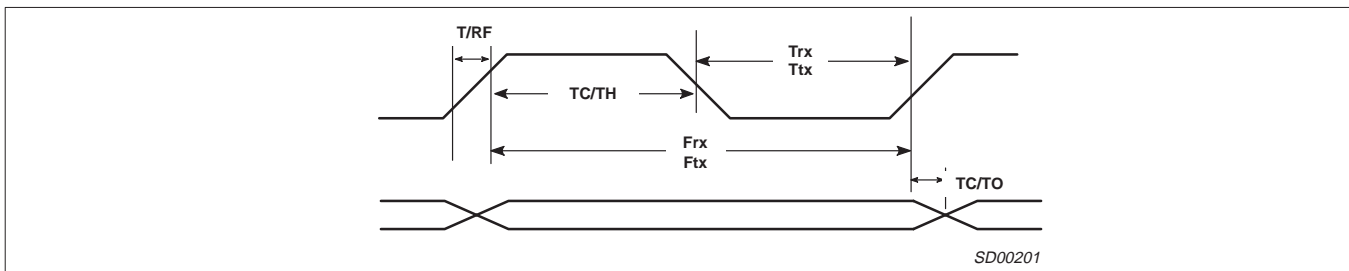 T/RF
Trx
Ttx
TC/TH
Frx
Ftx
TC/TO
SD00201